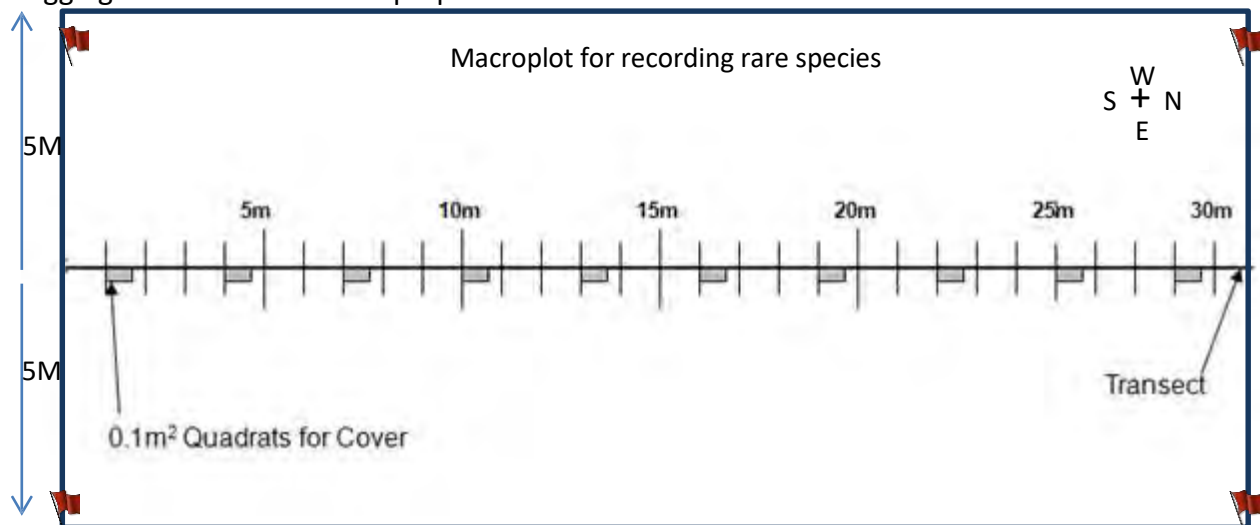 Macroplot for recording rare species
W
S + N
E
5M
5m 10m 15m 20m 25m 30m
5M
Transect
0.1m² Quadrats for Cover